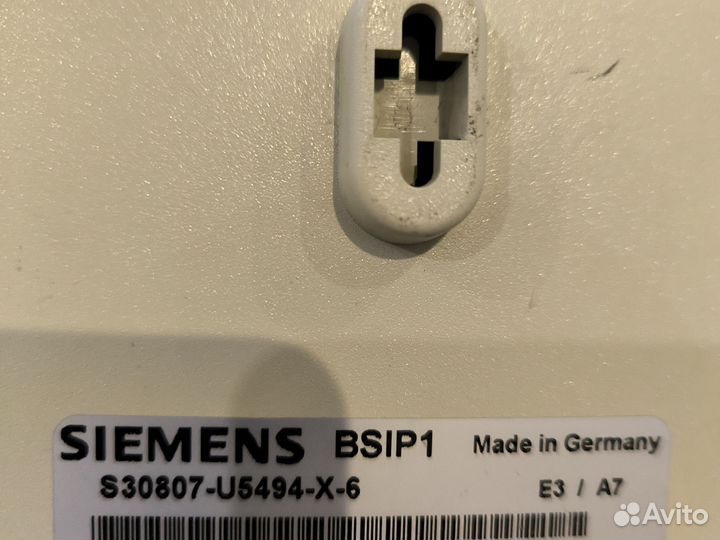 SIEMENS BSIP1 Made in Germany
S30807-U5494-X-6 E3 / A7
Avito